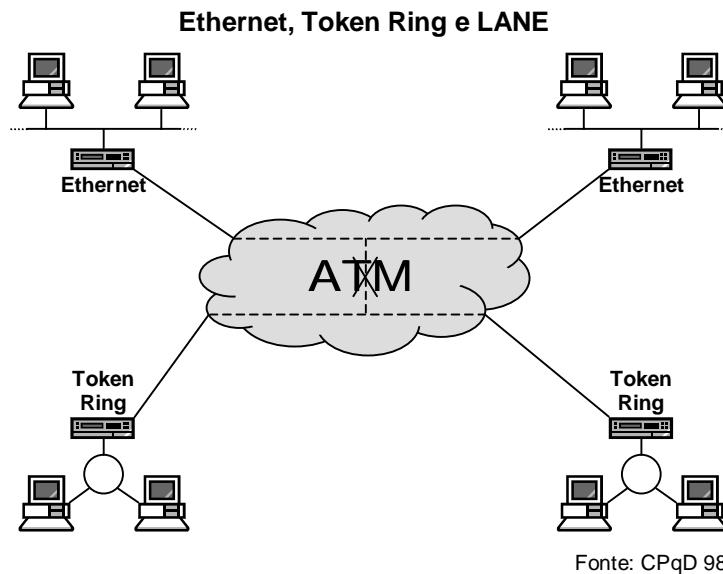 Ethernet, Token Ring e LANE
Ethernet
Ethernet
ATM
Token
Ring
Token
Ring
Fonte: CPqD 98